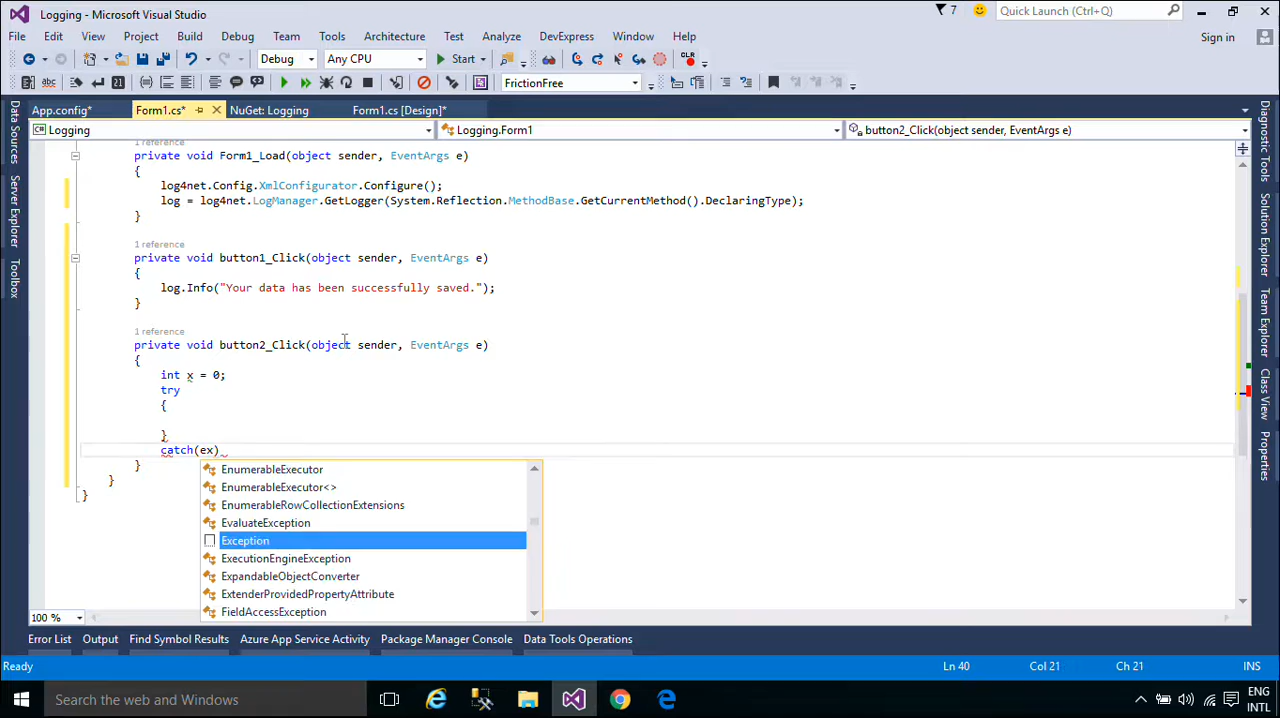 Logging - Microsoft Visual Studio
7
Quick Launch (Ctrl+Q)
File Edit View Project Build Debug Team Tools Architecture Test Analyze DevExpress Window Help
Sign in
Debug Any CPU Start
FrictionFree
App.config* Form1.cs* NuGet: Logging Form1.cs [Design]*
Logging Logging.Form1 button2_Click(object sender, EventArgs e)
1 reference
private void Form1_Load(object sender, EventArgs e)
{
log4net.Config.XmlConfigurator.Configure();
log = log4net.LogManager.GetLogger(System.Reflection.MethodBase.GetCurrentMethod().DeclaringType);
}
1 reference
private void button1_Click(object sender, EventArgs e)
{
log.Info("Your data has been successfully saved.");
}
1 reference
private void button2_Click(object sender, EventArgs e)
{
int x = 0;
try
{
}
catch(ex)
}
}
}
EnumerableExecutor
EnumerableExecutor<>
EnumerableRowCollectionExtensions
EvaluateException
Exception
ExecutionEngineException
ExpandableObjectConverter
ExtenderProvidedPropertyAttribute
FieldAccessException
Data Sources
Server Explorer
Toolbox
Diagnostic Tools
Solution Explorer
Team Explorer
Class View
Properties
100 %
Error List Output Find Symbol Results Azure App Service Activity Package Manager Console Data Tools Operations
Ready Ln 40 Col 21 Ch 21 INS
Search the web and Windows
ENG
INTL